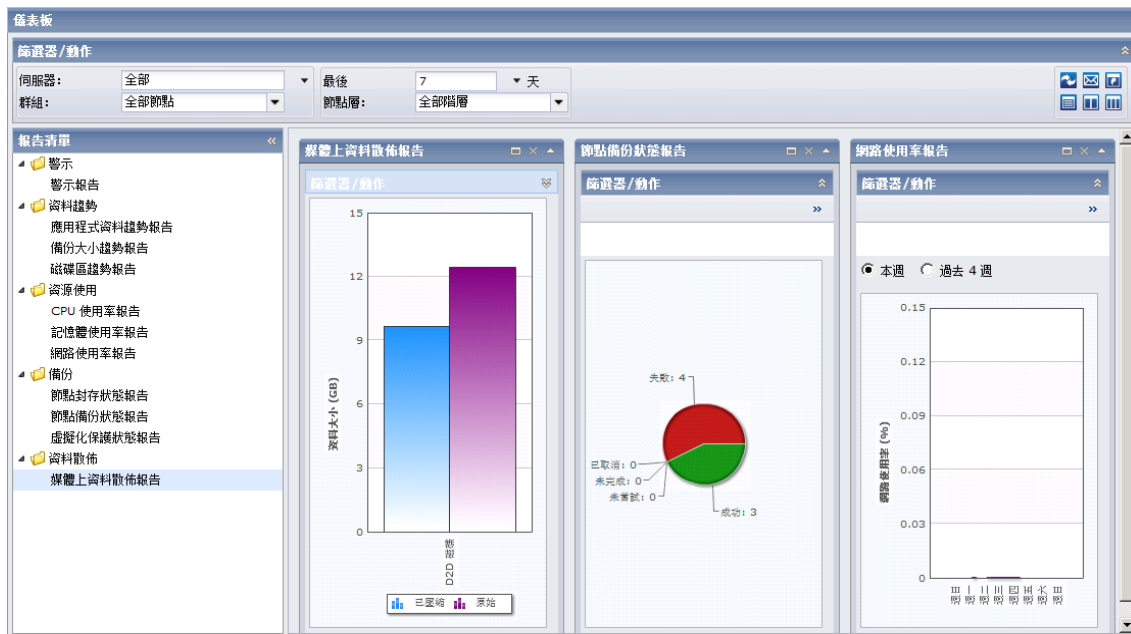 儀表板
篩選器/動作
伺服器: 全部 最後 7 天
群組: 全部節點 節點層: 全部階層
報告清單
警示
警示報告
資料趨勢
應用程式資料趨勢報告
備份大小趨勢報告
磁碟區趨勢報告
資源使用
CPU 使用率報告
記憶體使用率報告
網路使用率報告
備份
節點封存狀態報告
節點備份狀態報告
虛擬化保護狀態報告
資料散佈
媒體上資料散佈報告
媒體上資料散佈報告
篩選器/動作
15
12
9
6
3
0
資料大小 (GB)
D2D 磁碟
已壓縮 原始
節點備份狀態報告
篩選器/動作
失敗: 4
已取消: 0
未完成: 0
未嘗試: 0
成功: 3
網路使用率報告
篩選器/動作
本週 過去 4 週
0.15
0.12
0.09
0.06
0.03
0
網路使用率 (%)